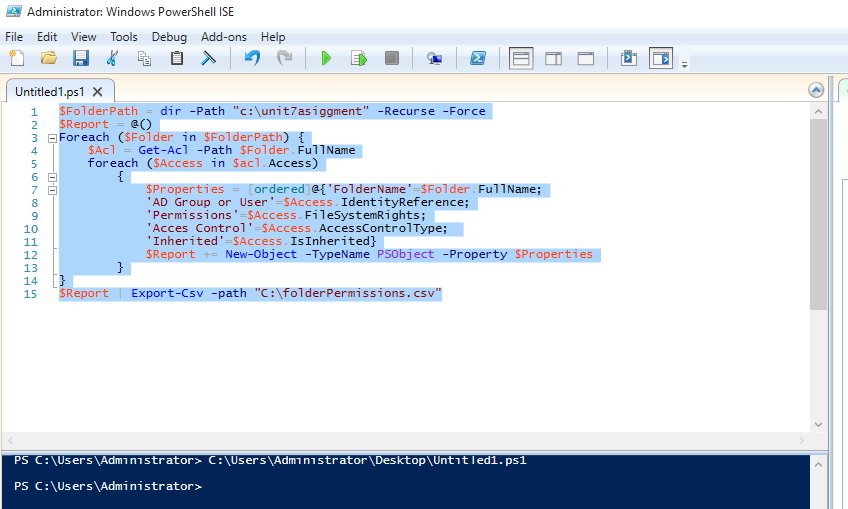 Administrator: Windows PowerShell ISE
File Edit View Tools Debug Add-ons Help
Untitled1.ps1 X
1 $FolderPath = dir -Path "c:\unit7asiggment" -Recurse -Force
2 $Report = @()
3 Foreach ($Folder in $FolderPath) {
4 $Acl = Get-Acl -Path $Folder.FullName
5 foreach ($Access in $acl.Access)
6 {
7 $Properties = [ordered]@{'FolderName'=$Folder.FullName;
8 'AD Group or User'=$Access.IdentityReference;
9 'Permissions'=$Access.FileSystemRights;
10 'Acces Control'=$Access.AccessControlType;
11 'Inherited'=$Access.IsInherited}
12 $Report += New-Object -TypeName PSObject -Property $Properties
13 }
14 }
15 $Report | Export-Csv -path "C:\folderPermissions.csv"
PS C:\Users\Administrator> C:\Users\Administrator\Desktop\Untitled1.ps1
PS C:\Users\Administrator>